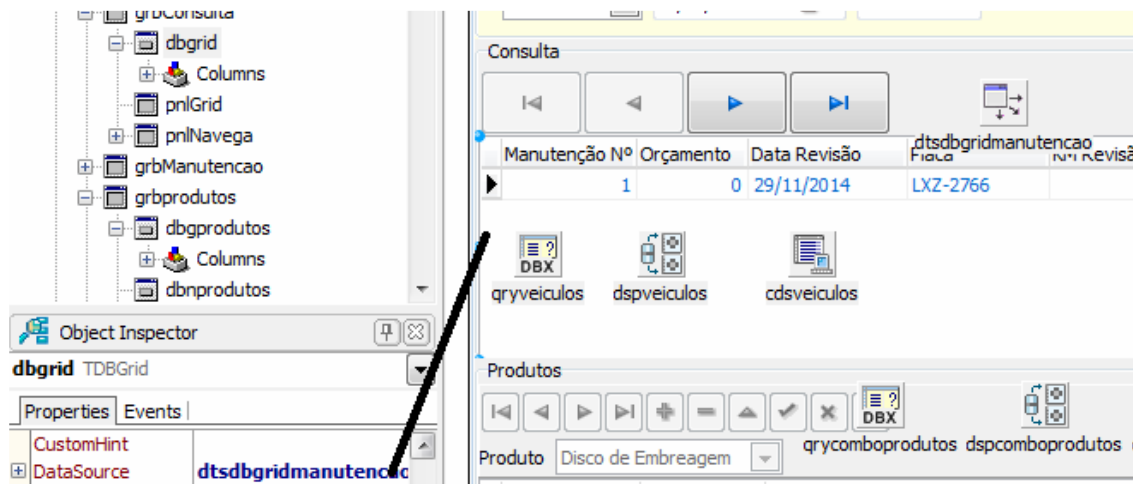 grbConsulta
dbgrid
Columns
pnlGrid
pnlNavega
grbManutencao
grbprodutos
dbgprodutos
Columns
dbnprodutos
Object Inspector
dbgrid TDBGrid
Properties Events
CustomHint
DataSource dtsdbgridmanutencao
Consulta
dtsdbgridmanutencao
Manutenção Nº Orçamento Data Revisão Placa KM Revisã
1 0 29/11/2014 LXZ-2766
DBX
qryveiculos dspveiculos cdsveiculos
Produtos
DBX
qrycomboprodutos dspcomboprodutos
Produto Disco de Embreagem